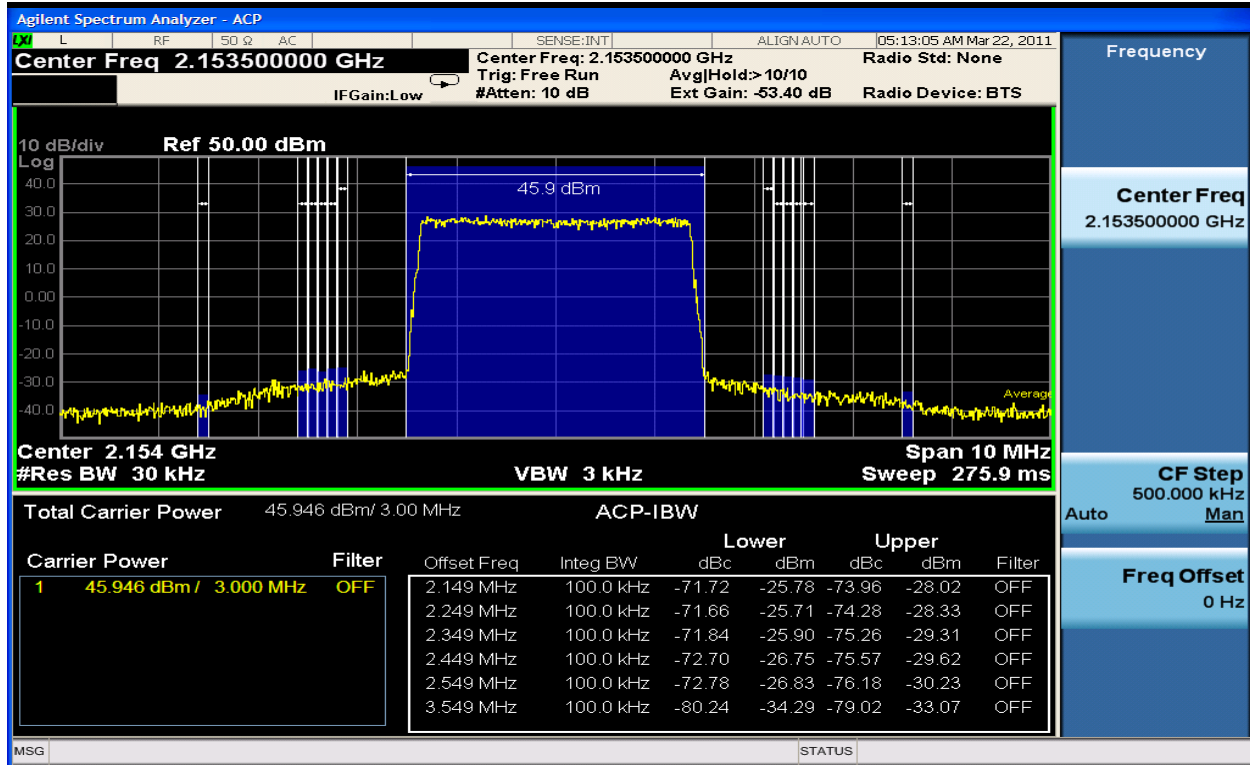 Agilent Spectrum Analyzer - ACP
LXI L RF 50 Ω AC SENSE:INT ALIGN AUTO 05:13:05 AM Mar 22, 2011
Center Freq 2.153500000 GHz
Center Freq: 2.153500000 GHz Radio Std: None
Trig: Free Run Avg|Hold:>10/10
IFGain:Low #Atten: 10 dB Ext Gain: -53.40 dB Radio Device: BTS
10 dB/div Ref 50.00 dBm
Log
40.0
30.0
20.0
10.0
0.00
-10.0
-20.0
-30.0
-40.0
45.9 dBm
Average
Center 2.154 GHz Span 10 MHz
#Res BW 30 kHz VBW 3 kHz Sweep 275.9 ms
Total Carrier Power 45.946 dBm/ 3.00 MHz ACP-IBW
Lower Upper
Carrier Power Filter
1 45.946 dBm / 3.000 MHz OFF
Offset Freq Integ BW dBc dBm dBc dBm Filter
2.149 MHz 100.0 kHz -71.72 -25.78 -73.96 -28.02 OFF
2.249 MHz 100.0 kHz -71.66 -25.71 -74.28 -28.33 OFF
2.349 MHz 100.0 kHz -71.84 -25.90 -75.26 -29.31 OFF
2.449 MHz 100.0 kHz -72.70 -26.75 -75.57 -29.62 OFF
2.549 MHz 100.0 kHz -72.78 -26.83 -76.18 -30.23 OFF
3.549 MHz 100.0 kHz -80.24 -34.29 -79.02 -33.07 OFF
MSG STATUS
Frequency
Center Freq
2.153500000 GHz
CF Step
500.000 kHz
Auto Man
Freq Offset
0 Hz